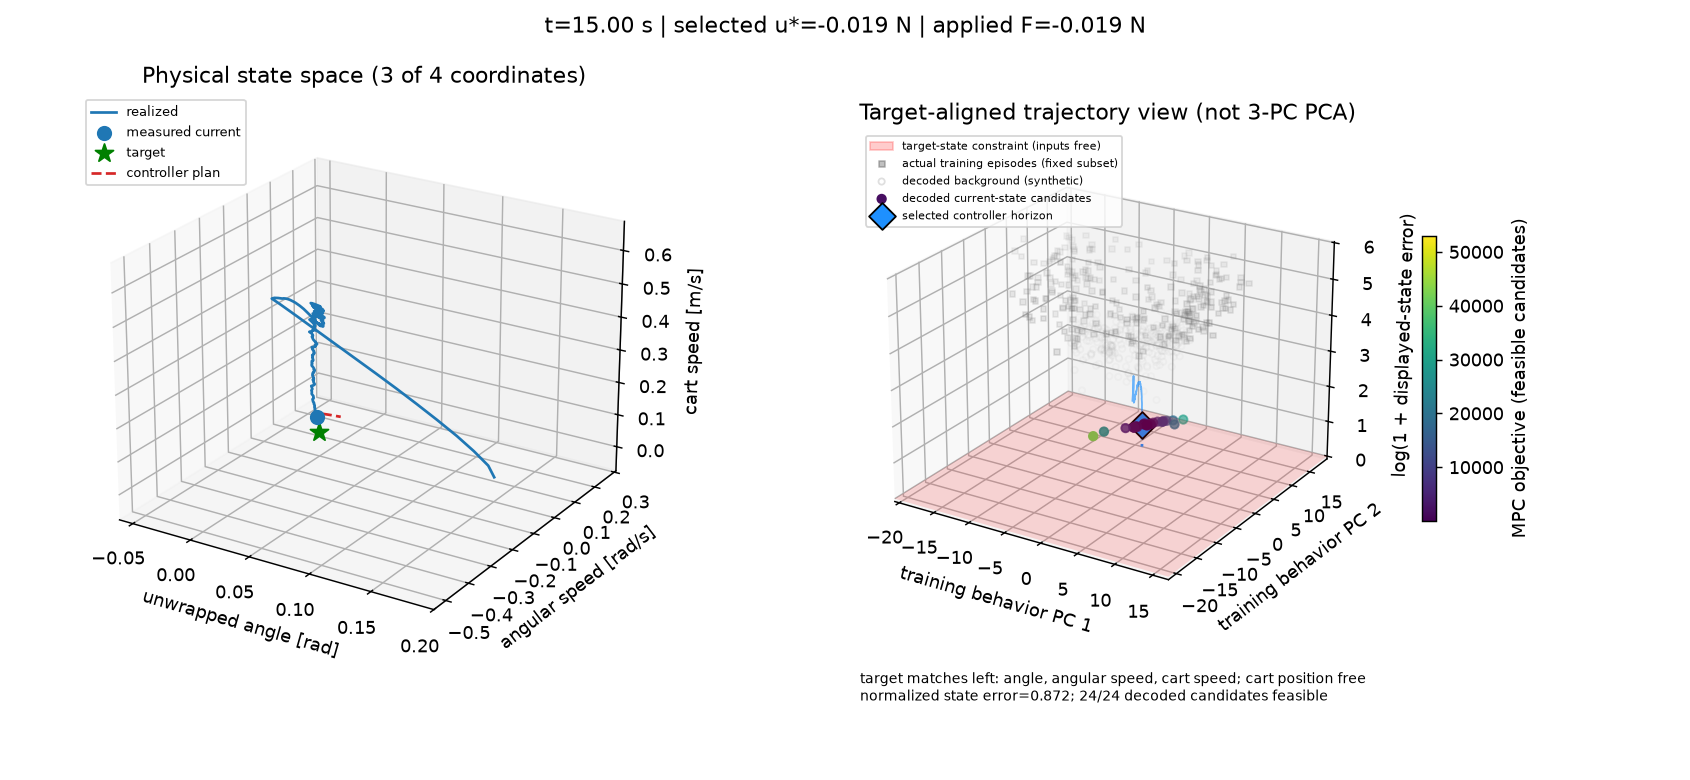 t=15.00 s | selected u*=-0.019 N | applied F=-0.019 N
Physical state space (3 of 4 coordinates)
realized
measured current
target
controller plan
0.6
0.5
0.4
0.3
0.2
0.1
0.0
cart speed [m/s]
−0.05
0.00
0.05
0.10
0.15
0.20
unwrapped angle [rad]
0.3
0.2
0.1
0.0
−0.1
−0.2
−0.3
−0.4
−0.5
angular speed [rad/s]
Target-aligned trajectory view (not 3-PC PCA)
target-state constraint (inputs free)
actual training episodes (fixed subset)
decoded background (synthetic)
decoded current-state candidates
selected controller horizon
6
5
4
3
2
1
0
log(1 + displayed-state error)
−20
−15
−10
−5
0
5
10
15
training behavior PC 1
15
10
5
0
−5
−10
−15
−20
training behavior PC 2
50000
40000
30000
20000
10000
MPC objective (feasible candidates)
target matches left: angle, angular speed, cart speed; cart position free
normalized state error=0.872; 24/24 decoded candidates feasible